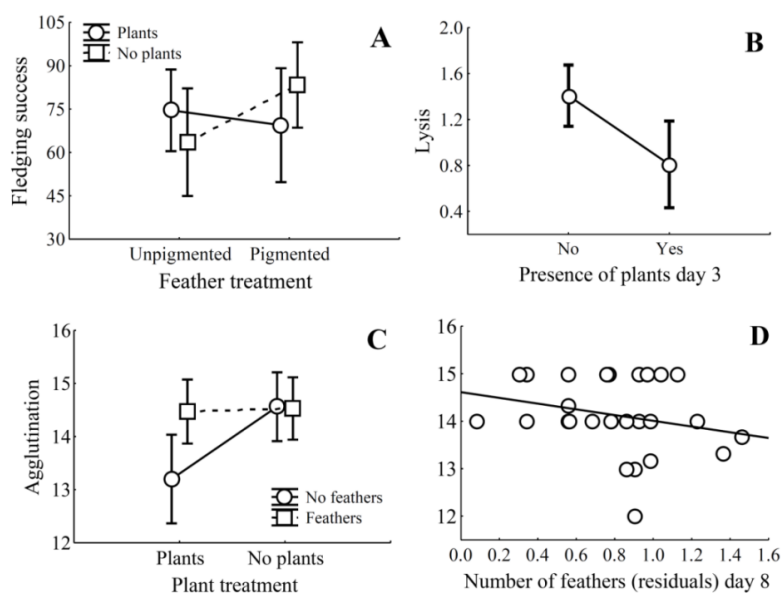 A
Plants
No plants
105
90
75
60
45
30
Fledging success
Unpigmented Pigmented
Feather treatment
B
2.0
1.6
1.2
0.8
0.4
Lysis
No Yes
Presence of plants day 3
C
16
15
14
13
12
Agglutination
No feathers
Feathers
Plants No plants
Plant treatment
D
16
15
14
13
12
0.0 0.2 0.4 0.6 0.8 1.0 1.2 1.4 1.6
Number of feathers (residuals) day 8